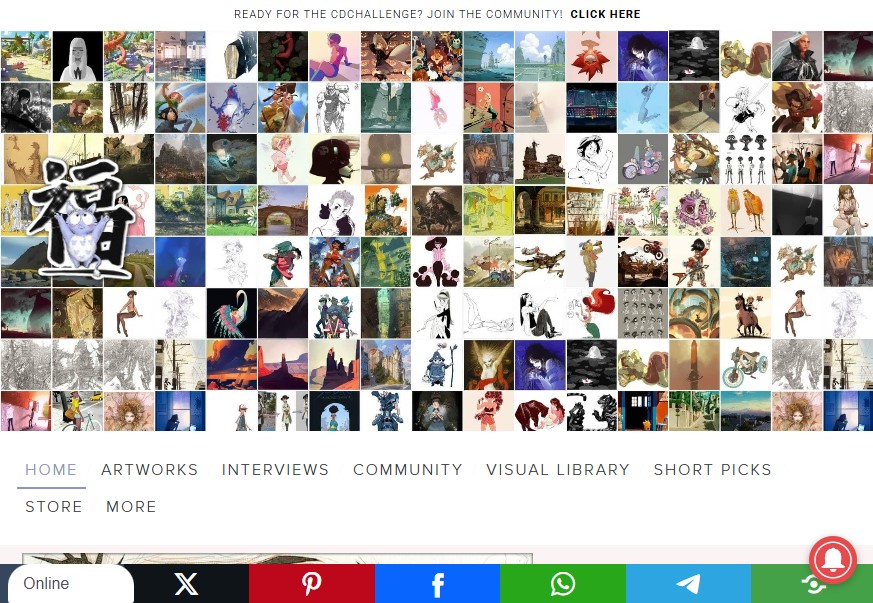 READY FOR THE CDCHALLENGE? JOIN THE COMMUNITY! CLICK HERE
福
HOME ARTWORKS INTERVIEWS COMMUNITY VISUAL LIBRARY SHORT PICKS
STORE MORE
Online